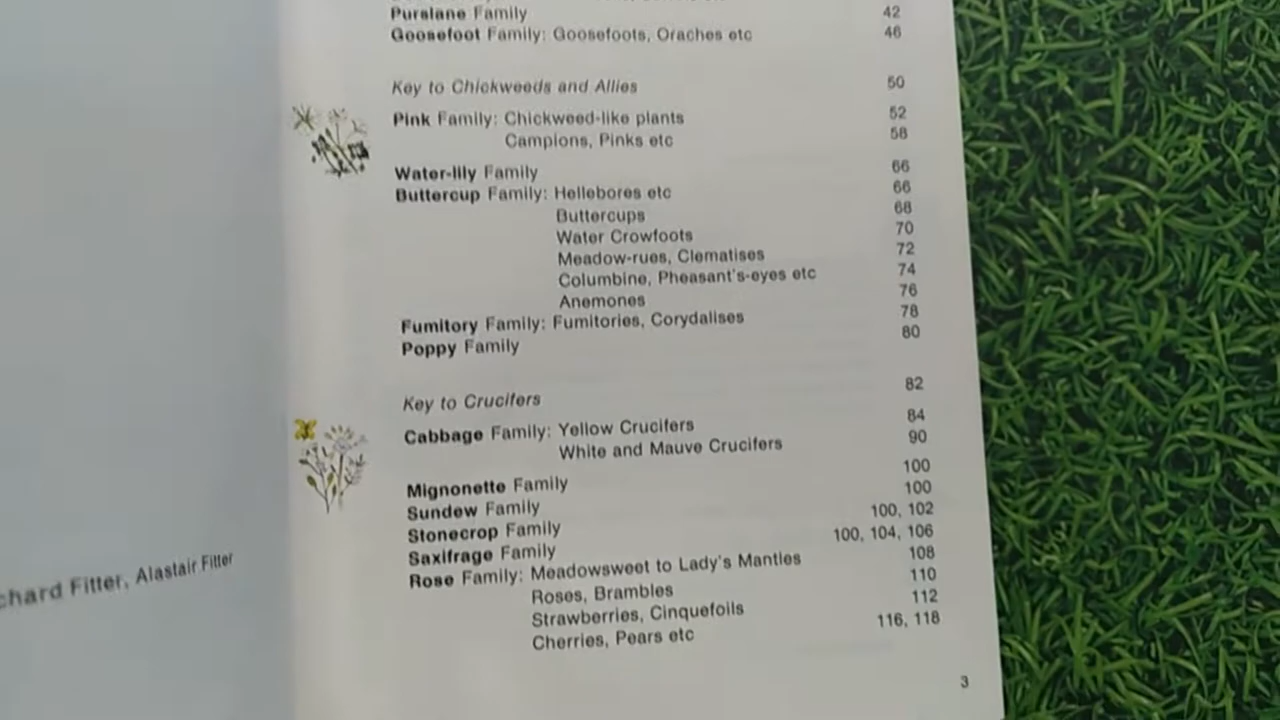 Purslane Family 42
Goosefoot Family: Goosefoots, Oraches etc 46
Key to Chickweeds and Allies 50
Pink Family: Chickweed-like plants 52
Campions, Pinks etc 58
Water-lily Family 66
Buttercup Family: Hellebores etc 66
Buttercups 68
Water Crowfoots 70
Meadow-rues, Clematises 72
Columbine, Pheasant's-eyes etc 74
Anemones 76
Fumitory Family: Fumitories, Corydalises 78
Poppy Family 80
Key to Crucifers 82
Cabbage Family: Yellow Crucifers 84
White and Mauve Crucifers 90
Mignonette Family 100
Sundew Family 100
Stonecrop Family 100, 102
Saxifrage Family 100, 104, 106
Rose Family: Meadowsweet to Lady's Mantles 108
Roses, Brambles 110
Strawberries, Cinquefoils 112
Cherries, Pears etc 116, 118
3
chard Fitter, Alastair Fitter